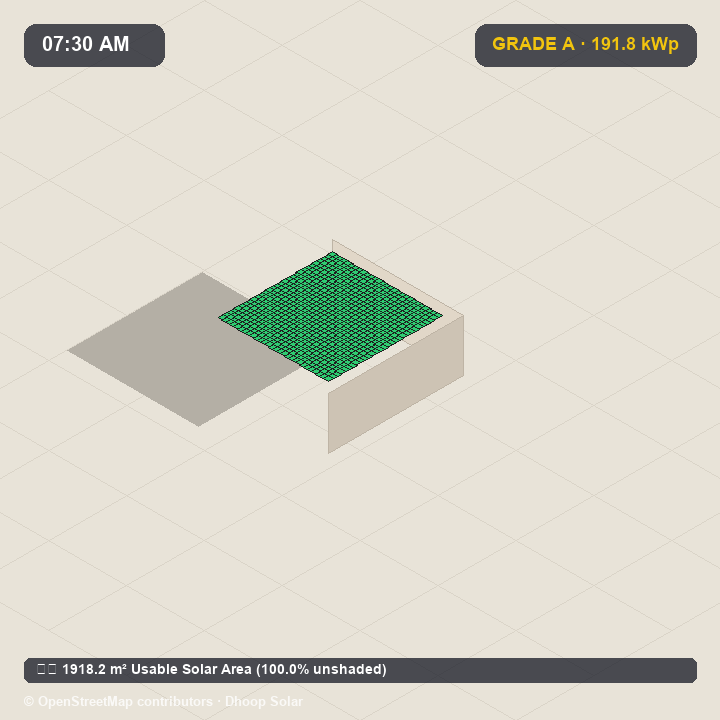 07:30 AM
GRADE A · 191.8 kWp
1918.2 m² Usable Solar Area (100.0% unshaded)
© OpenStreetMap contributors · Dhoop Solar